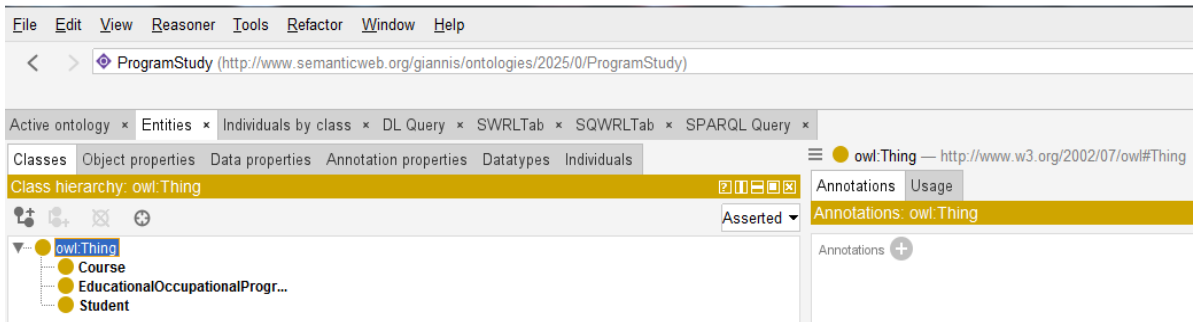 File Edit View Reasoner Tools Refactor Window Help
ProgramStudy (http://www.semanticweb.org/giannis/ontologies/2025/0/ProgramStudy)
Active ontology × Entities × Individuals by class × DL Query × SWRLTab × SQWRLTab × SPARQL Query ×
Classes Object properties Data properties Annotation properties Datatypes Individuals
Class hierarchy: owl:Thing
Asserted
owl:Thing
Course
EducationalOccupationalProgr...
Student
owl:Thing — http://www.w3.org/2002/07/owl#Thing
Annotations Usage
Annotations: owl:Thing
Annotations